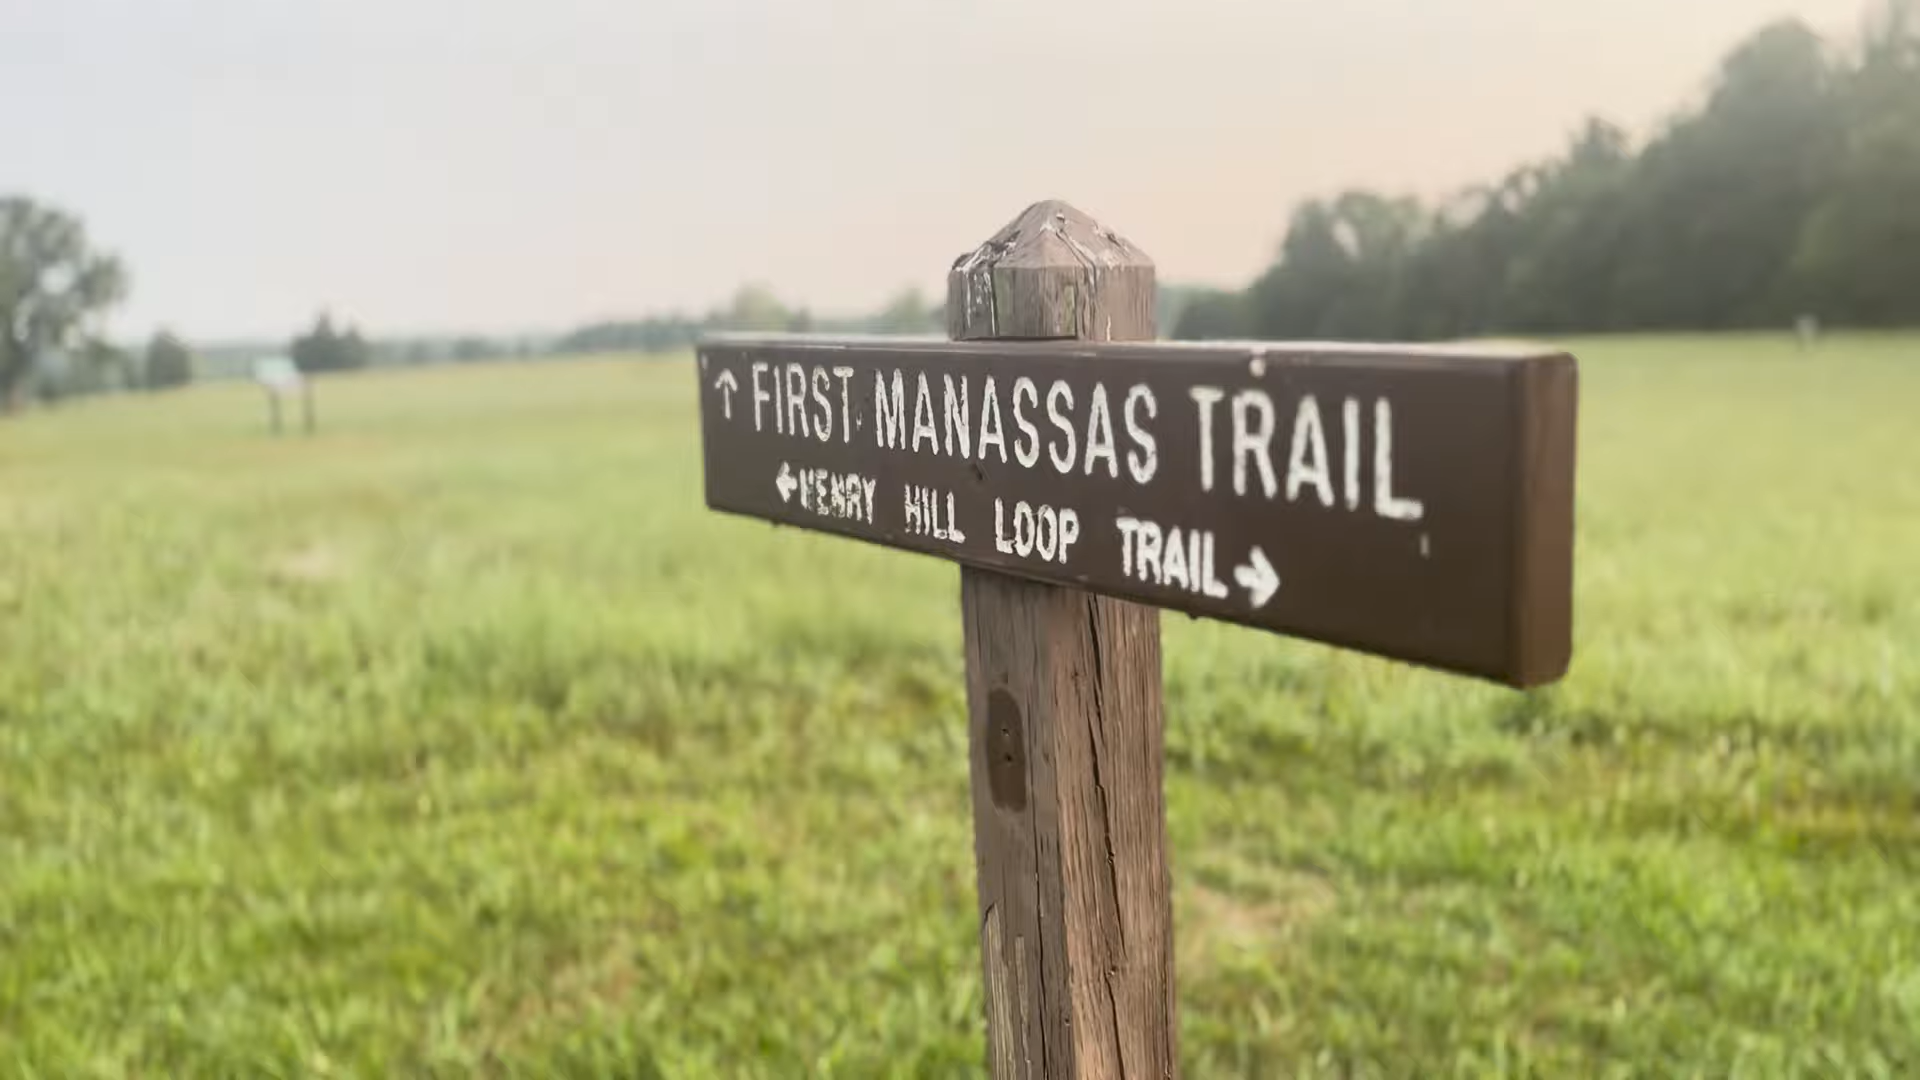 ↑ FIRST MANASSAS TRAIL
← HENRY HILL LOOP TRAIL →